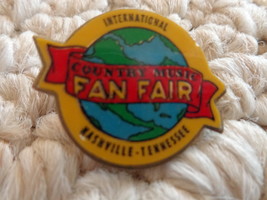 INTERNATIONAL
COUNTRY MUSIC
FAN FAIR
NASHVILLE - TENNESSEE